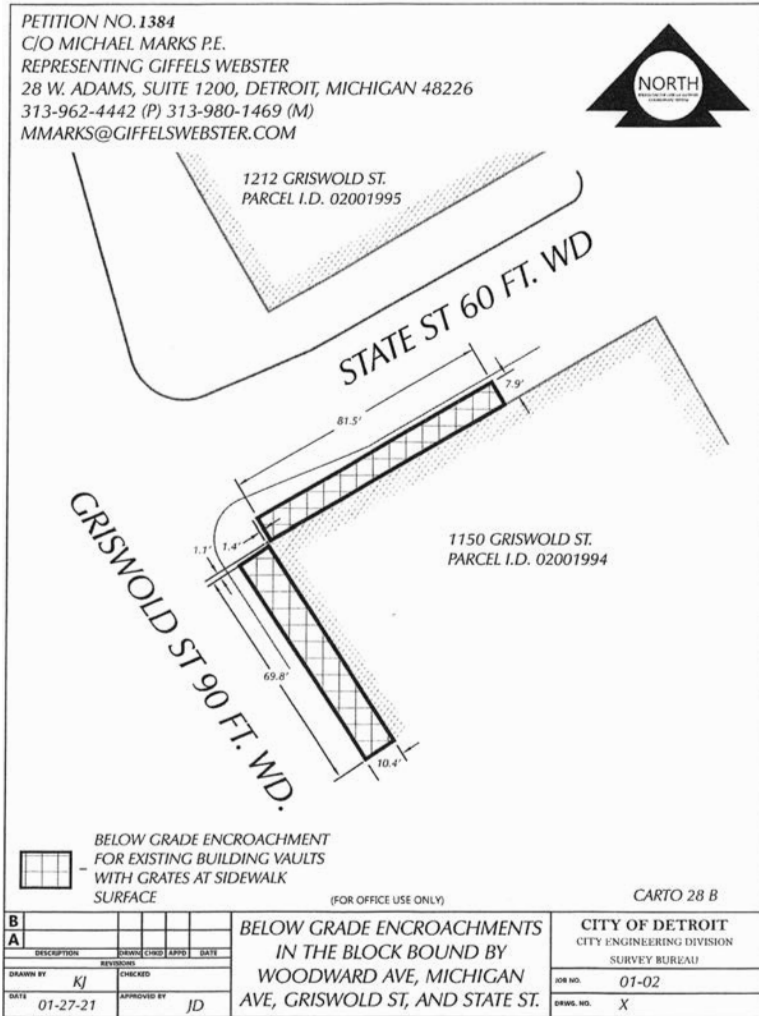 PETITION NO.1384
C/O MICHAEL MARKS P.E.
REPRESENTING GIFFELS WEBSTER
28 W. ADAMS, SUITE 1200, DETROIT, MICHIGAN 48226
313-962-4442 (P) 313-980-1469 (M)
MMARKS@GIFFELSWEBSTER.COM
NORTH
1212 GRISWOLD ST.
PARCEL I.D. 02001995
STATE ST 60 FT. WD
7.9'
81.5'
1150 GRISWOLD ST.
PARCEL I.D. 02001994
1.1'
1.4'
GRISWOLD ST 90 FT. WD.
69.8'
10.4'
- BELOW GRADE ENCROACHMENT
FOR EXISTING BUILDING VAULTS
WITH GRATES AT SIDEWALK
SURFACE
(FOR OFFICE USE ONLY)
CARTO 28 B
B
A
DESCRIPTION
DRWN
CHKD
APPD
DATE
REVISIONS
DRAWN BY
KJ
CHECKED
DATE
01-27-21
APPROVED BY
JD
BELOW GRADE ENCROACHMENTS
IN THE BLOCK BOUND BY
WOODWARD AVE, MICHIGAN
AVE, GRISWOLD ST, AND STATE ST.
CITY OF DETROIT
CITY ENGINEERING DIVISION
SURVEY BUREAU
JOB NO.
01-02
DRWG. NO.
X